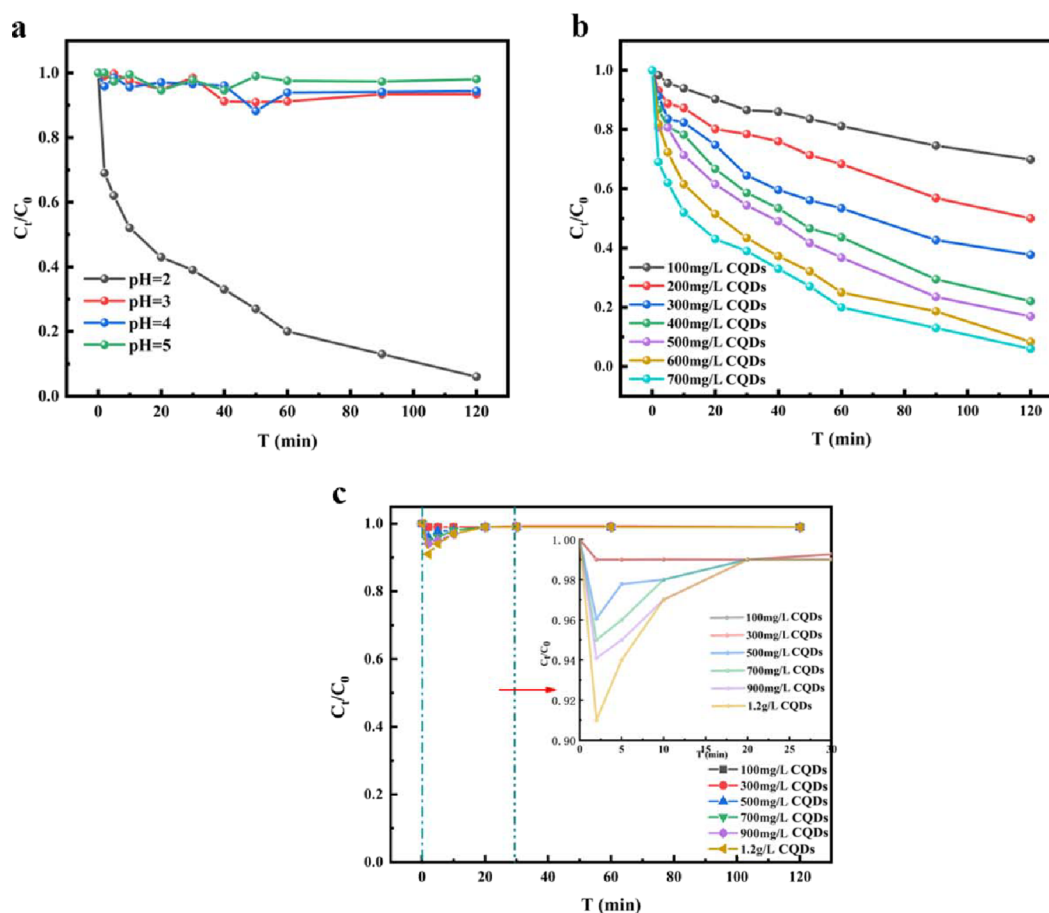 a
1.0
0.8
0.6
0.4
0.2
0.0
Ct/C0
pH=2
pH=3
pH=4
pH=5
0 20 40 60 80 100 120
T (min)
b
1.0
0.8
0.6
0.4
0.2
0.0
Ct/C0
100mg/L CQDs
200mg/L CQDs
300mg/L CQDs
400mg/L CQDs
500mg/L CQDs
600mg/L CQDs
700mg/L CQDs
0 20 40 60 80 100 120
T (min)
c
1.0
0.8
0.6
0.4
0.2
0.0
Ct/C0
1.00
0.98
0.96
0.94
0.92
0.90
Ct/C0
100mg/L CQDs
300mg/L CQDs
500mg/L CQDs
700mg/L CQDs
900mg/L CQDs
1.2g/L CQDs
0 5 10 15 20 25 30
T (min)
100mg/L CQDs
300mg/L CQDs
500mg/L CQDs
700mg/L CQDs
900mg/L CQDs
1.2g/L CQDs
0 20 40 60 80 100 120
T (min)